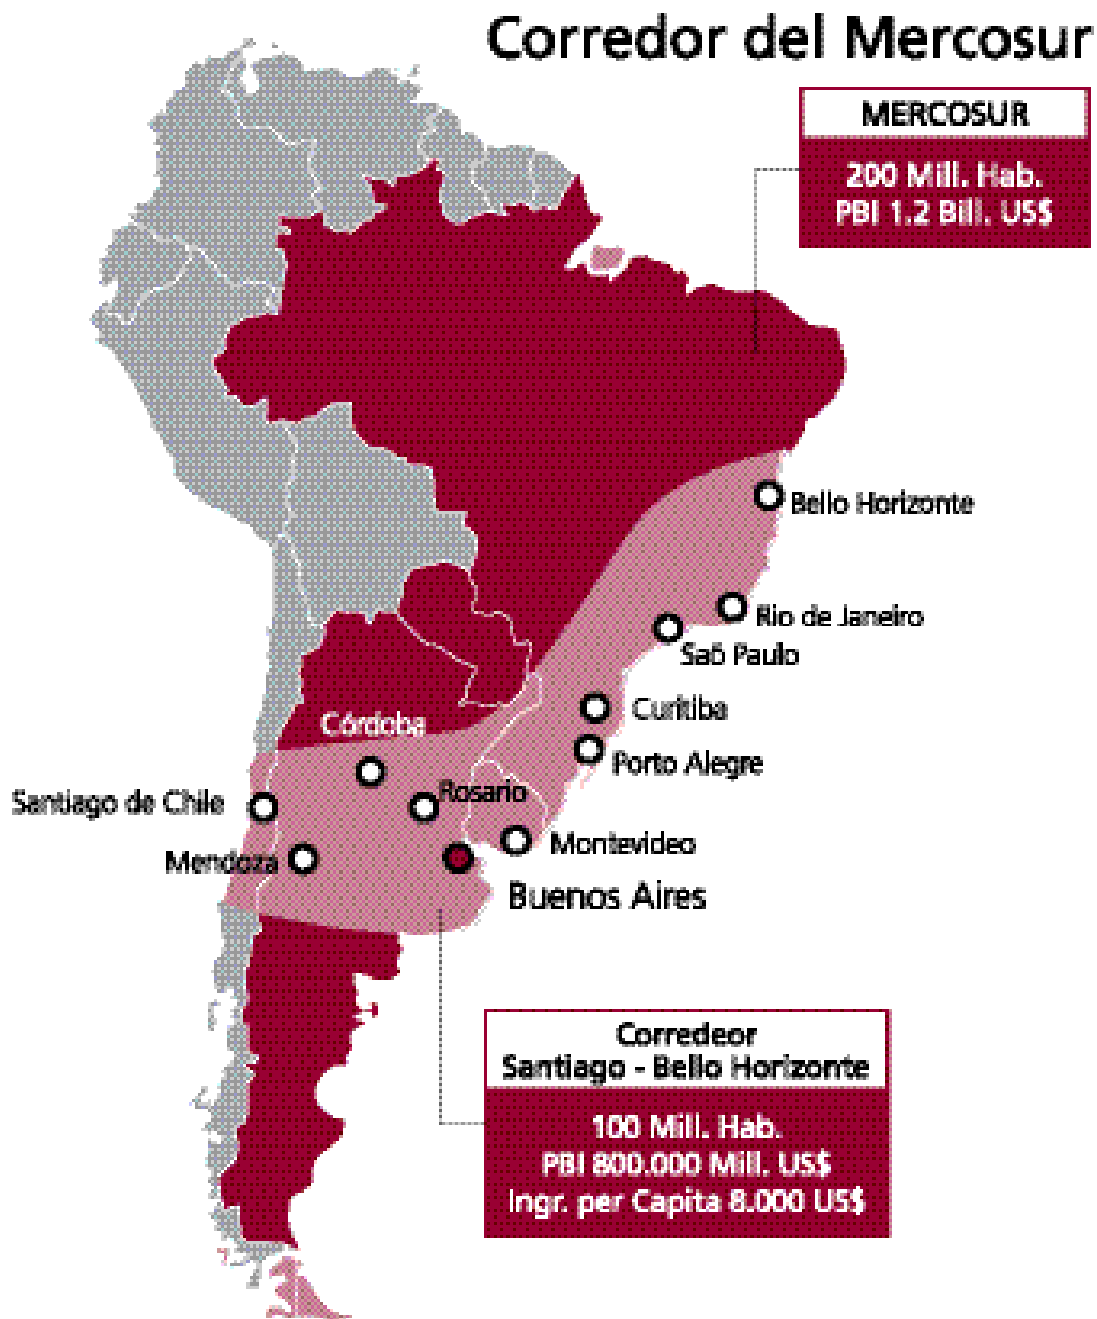 Corredor del Mercosur
MERCOSUR
200 Mill. Hab.
PBI 1.2 Bill. US$
Bello Horizonte
Rio de Janeiro
Saõ Paulo
Curitiba
Córdoba
Porto Alegre
Rosario
Santiago de Chile
Montevideo
Mendoza
Buenos Aires
Corredeor
Santiago - Bello Horizonte
100 Mill. Hab.
PBI 800.000 Mill. US$
Ingr. per Capita 8.000 US$